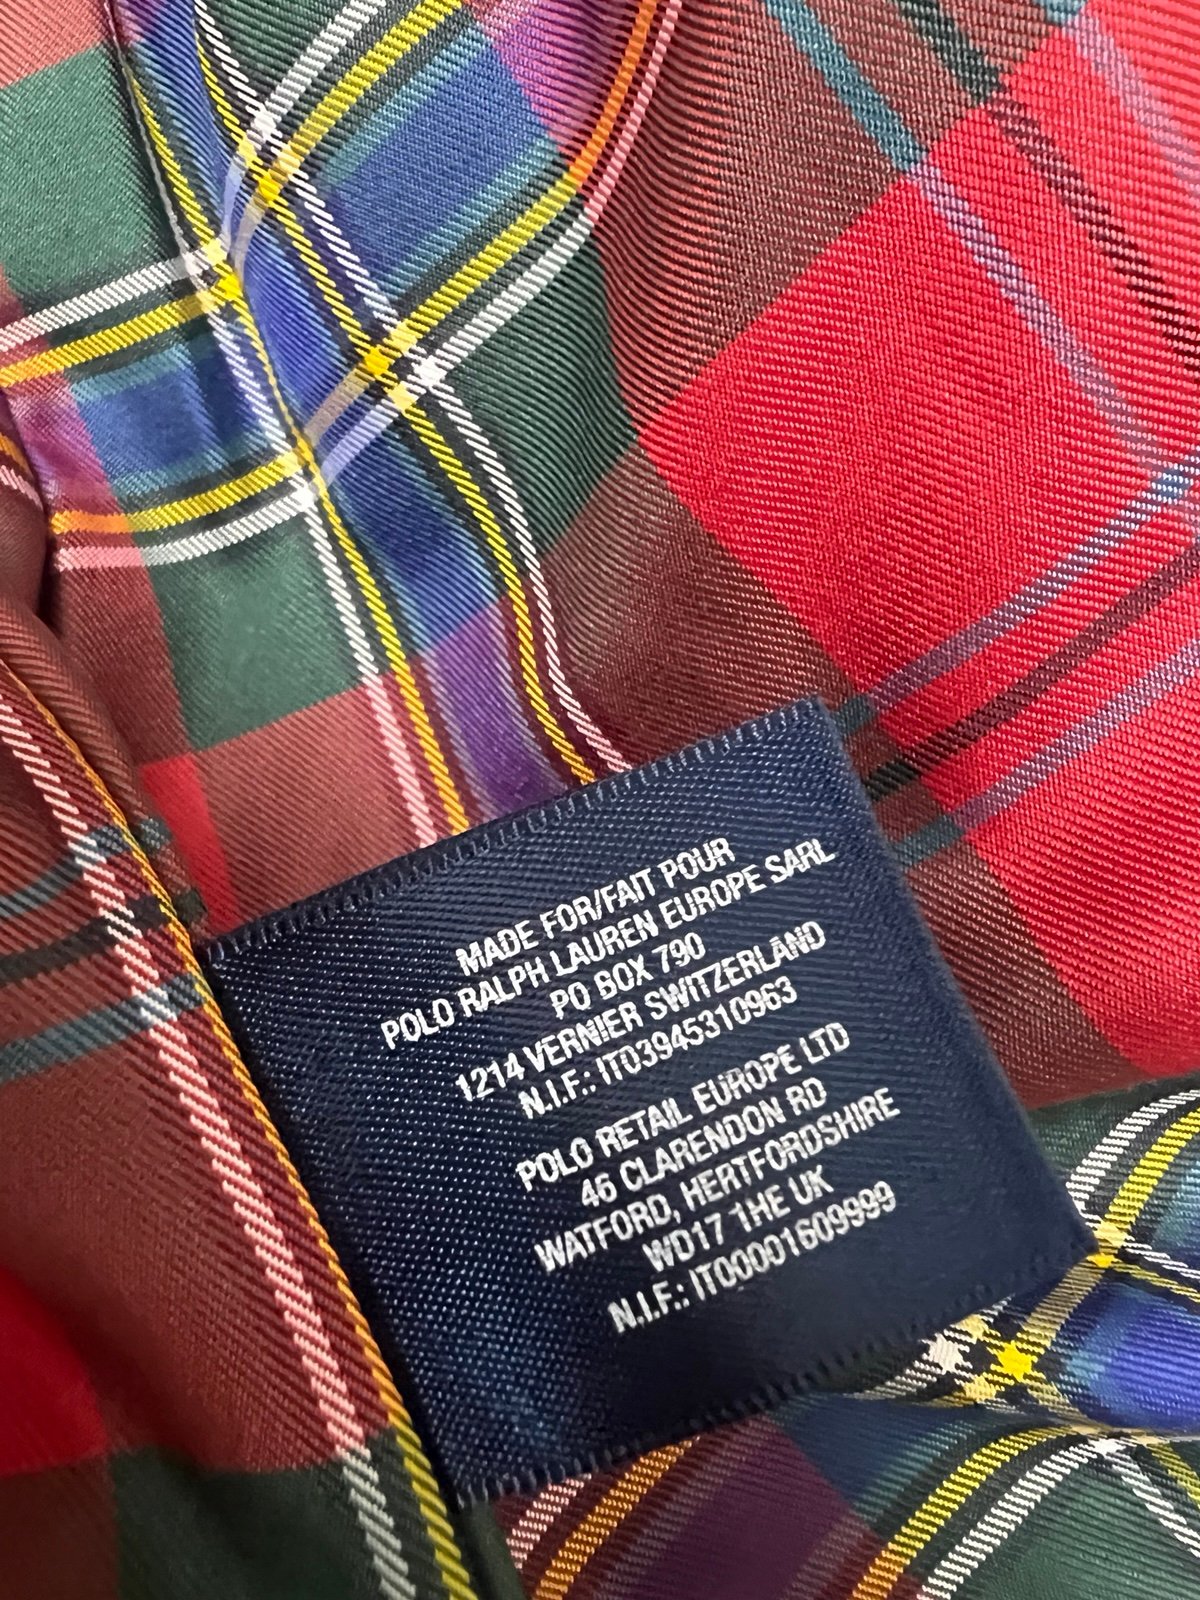 MADE FOR/FAIT POUR
POLO RALPH LAUREN EUROPE SARL
PO BOX 790
1214 VERNIER SWITZERLAND
N.I.F.: IT03945310963
POLO RETAIL EUROPE LTD
46 CLARENDON RD
WATFORD, HERTFORDSHIRE
WD17 1HE UK
N.I.F.: IT00001609999